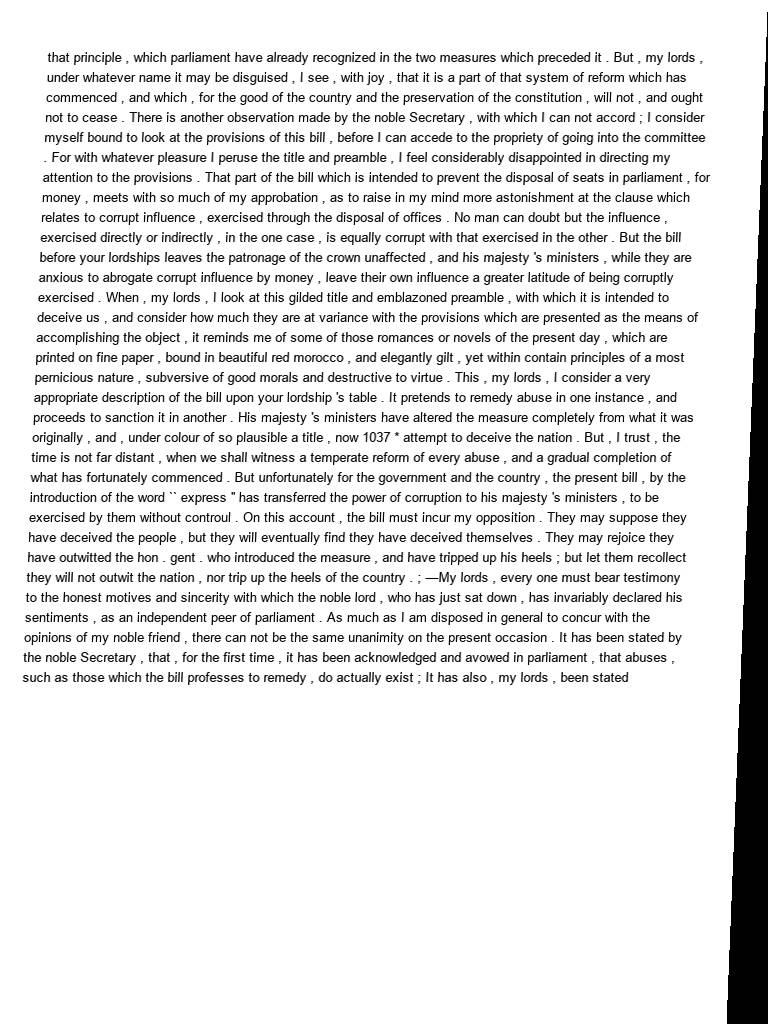 that principle , which parliament have already recognized in the two measures which preceded it . But , my lords ,
under whatever name it may be disguised , I see , with joy , that it is a part of that system of reform which has
commenced , and which , for the good of the country and the preservation of the constitution , will not , and ought
not to cease . There is another observation made by the noble Secretary , with which I can not accord ; I consider
myself bound to look at the provisions of this bill , before I can accede to the propriety of going into the committee
. For with whatever pleasure I peruse the title and preamble , I feel considerably disappointed in directing my
attention to the provisions . That part of the bill which is intended to prevent the disposal of seats in parliament , for
money , meets with so much of my approbation , as to raise in my mind more astonishment at the clause which
relates to corrupt influence , exercised through the disposal of offices . No man can doubt but the influence ,
exercised directly or indirectly , in the one case , is equally corrupt with that exercised in the other . But the bill
before your lordships leaves the patronage of the crown unaffected , and his majesty 's ministers , while they are
anxious to abrogate corrupt influence by money , leave their own influence a greater latitude of being corruptly
exercised . When , my lords , I look at this gilded title and emblazoned preamble , with which it is intended to
deceive us , and consider how much they are at variance with the provisions which are presented as the means of
accomplishing the object , it reminds me of some of those romances or novels of the present day , which are
printed on fine paper , bound in beautiful red morocco , and elegantly gilt , yet within contain principles of a most
pernicious nature , subversive of good morals and destructive to virtue . This , my lords , I consider a very
appropriate description of the bill upon your lordship 's table . It pretends to remedy abuse in one instance , and
proceeds to sanction it in another . His majesty 's ministers have altered the measure completely from what it was
originally , and , under colour of so plausible a title , now 1037 * attempt to deceive the nation . But , I trust , the
time is not far distant , when we shall witness a temperate reform of every abuse , and a gradual completion of
what has fortunately commenced . But unfortunately for the government and the country , the present bill , by the
introduction of the word `` express '' has transferred the power of corruption to his majesty 's ministers , to be
exercised by them without controul . On this account , the bill must incur my opposition . They may suppose they
have deceived the people , but they will eventually find they have deceived themselves . They may rejoice they
have outwitted the hon . gent . who introduced the measure , and have tripped up his heels ; but let them recollect
they will not outwit the nation , nor trip up the heels of the country . ; —My lords , every one must bear testimony
to the honest motives and sincerity with which the noble lord , who has just sat down , has invariably declared his
sentiments , as an independent peer of parliament . As much as I am disposed in general to concur with the
opinions of my noble friend , there can not be the same unanimity on the present occasion . It has been stated by
the noble Secretary , that , for the first time , it has been acknowledged and avowed in parliament , that abuses ,
such as those which the bill professes to remedy , do actually exist ; It has also , my lords , been stated